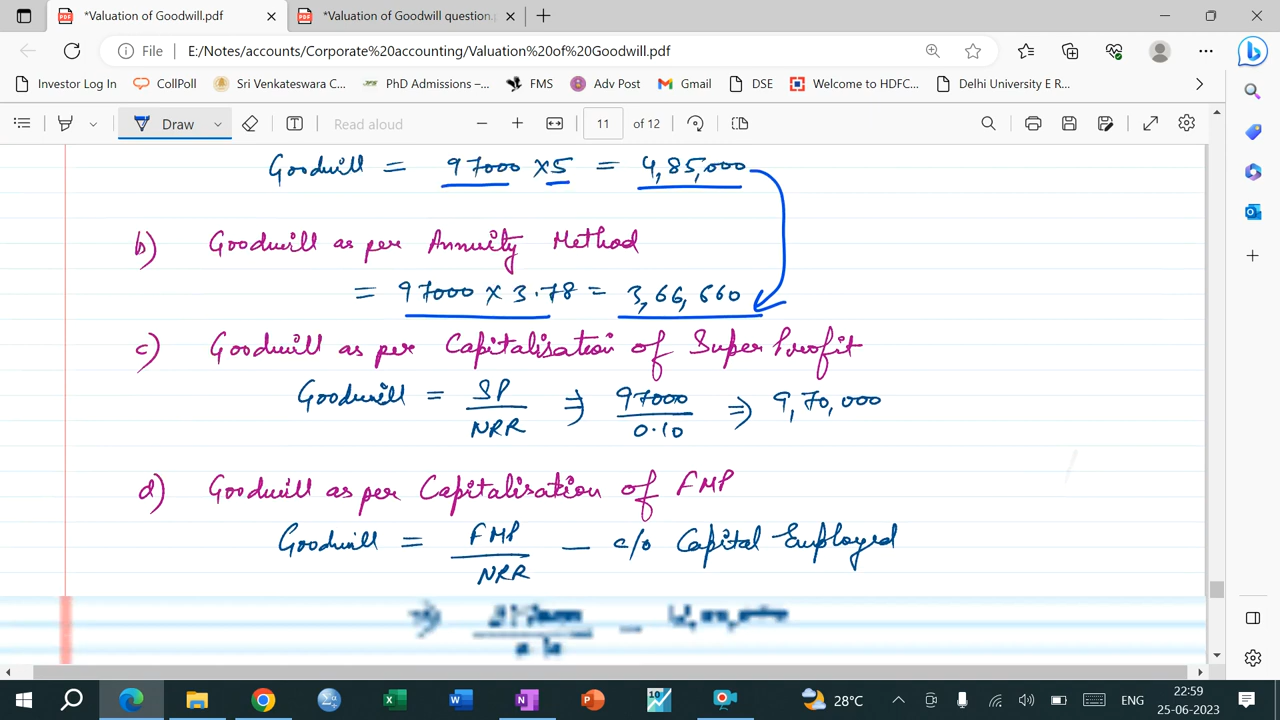 *Valuation of Goodwill.pdf
*Valuation of Goodwill question.
File E:/Notes/accounts/Corporate%20accounting/Valuation%20of%20Goodwill.pdf
Investor Log In CollPoll Sri Venkateswara C... PhD Admissions –... FMS Adv Post Gmail DSE Welcome to HDFC... Delhi University E R...
Draw Read aloud 11 of 12
Goodwill = 97000 × 5 = 4,85,000
b) Goodwill as per Annuity Method
= 97000 × 3.78 = 3,66,660
c) Goodwill as per Capitalisation of Super Profit
Goodwill = SP/NRR ⇒ 97000/0.10 ⇒ 9,70,000
d) Goodwill as per Capitalisation of FMP
Goodwill = FMP/NRR – c/o Capital Employed
28°C ENG 22:59
25-06-2023